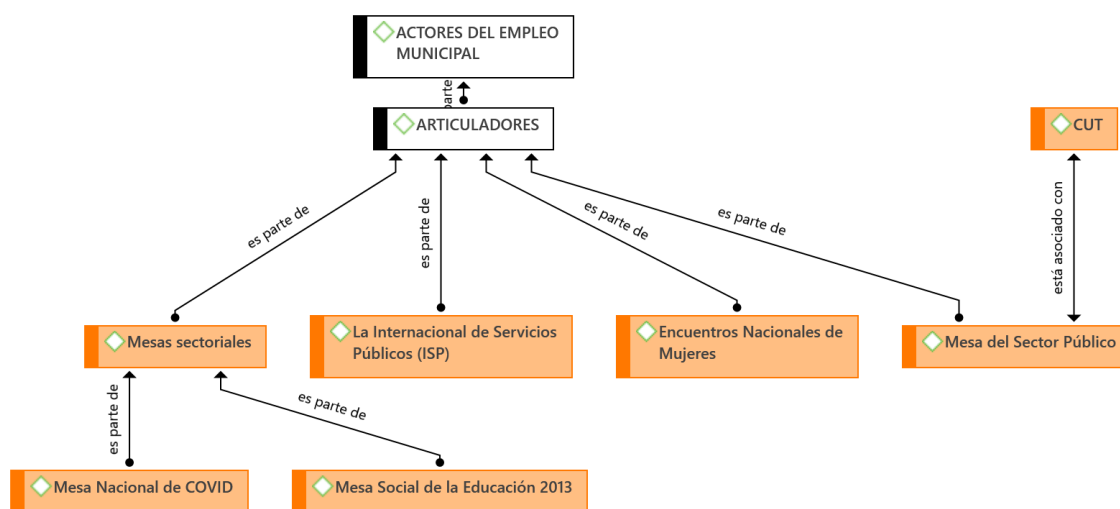 ACTORES DEL EMPLEO
MUNICIPAL
parte
ARTICULADORES
CUT
es parte de
es parte de
es parte de
es parte de
está asociado con
Mesas sectoriales
La Internacional de Servicios
Públicos (ISP)
Encuentros Nacionales de
Mujeres
Mesa del Sector Público
es parte de
es parte de
Mesa Nacional de COVID
Mesa Social de la Educación 2013